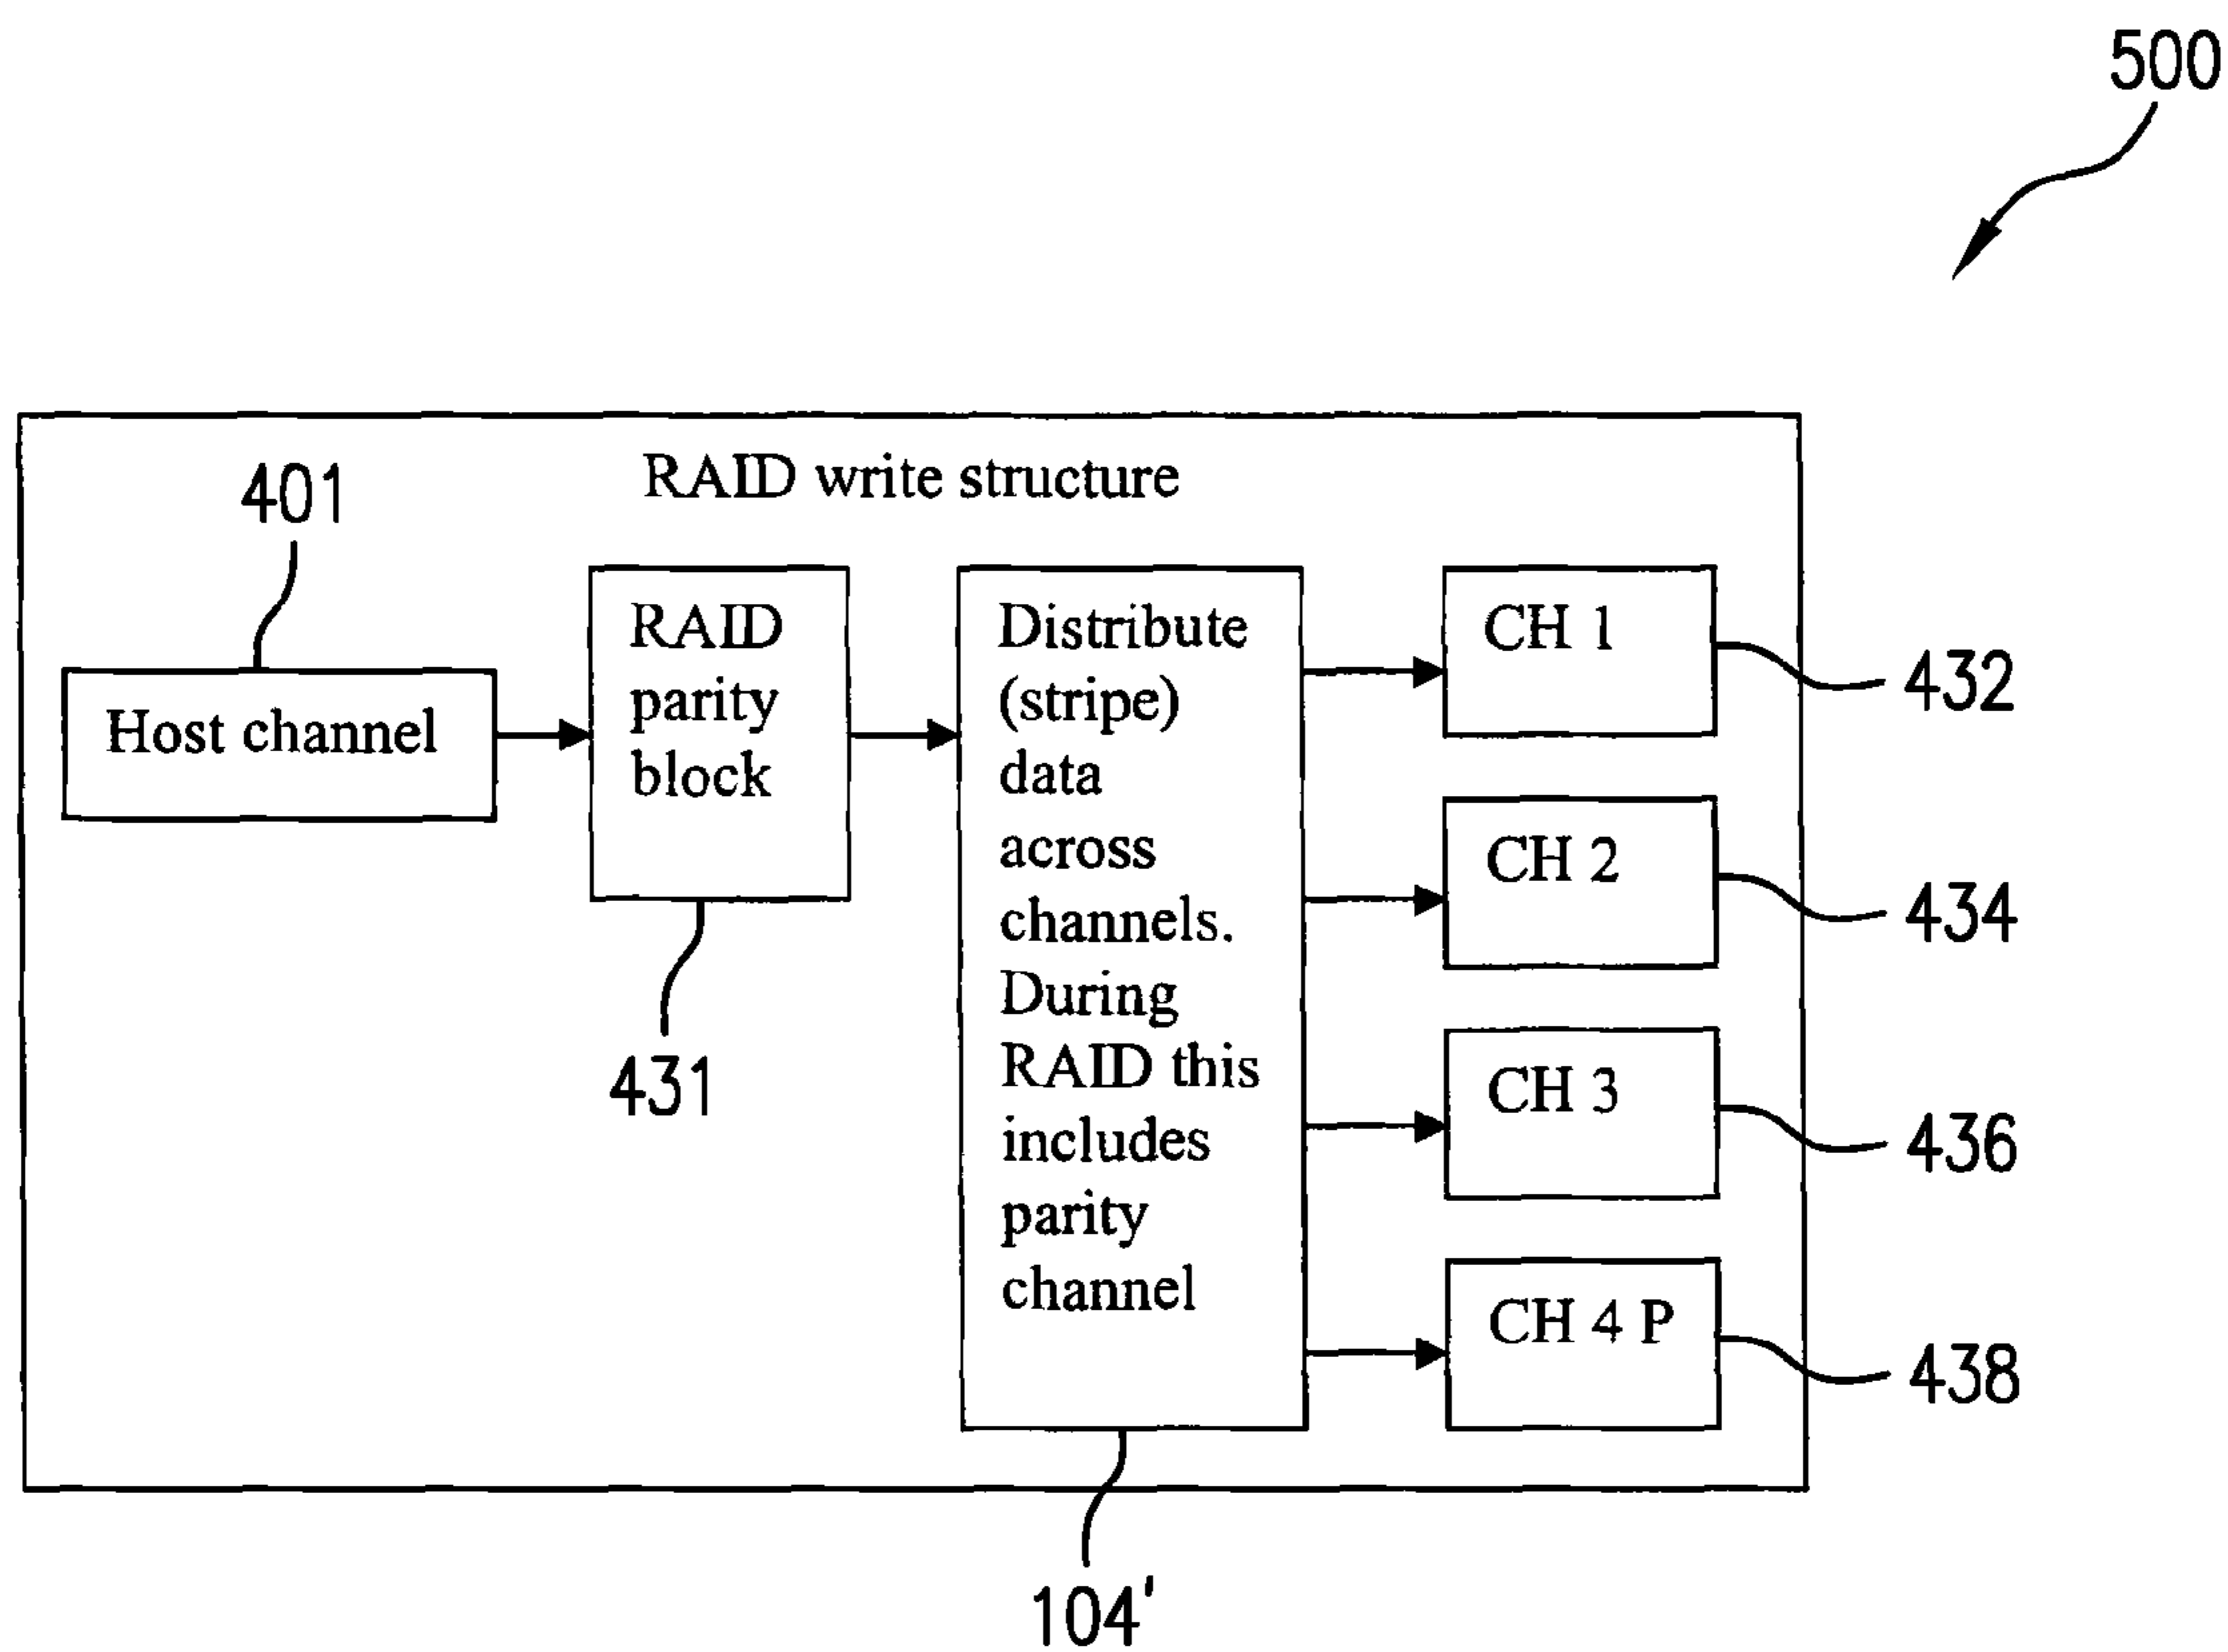 500
RAID write structure
401
Host channel
RAID
parity
block
431
Distribute
(stripe)
data
across
channels.
During
RAID this
includes
parity
channel
104'
CH 1
432
CH 2
434
CH 3
436
CH 4 P
438